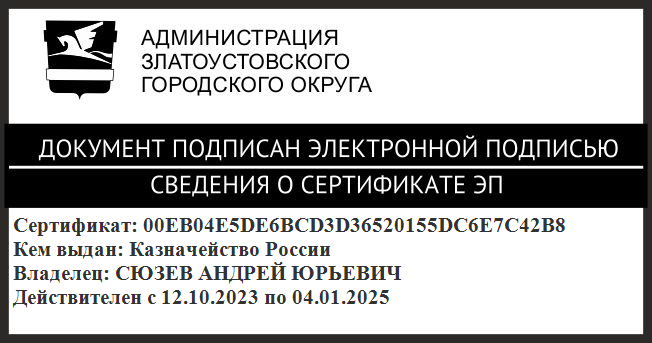 АДМИНИСТРАЦИЯ
ЗЛАТОУСТОВСКОГО
ГОРОДСКОГО ОКРУГА
ДОКУМЕНТ ПОДПИСАН ЭЛЕКТРОННОЙ ПОДПИСЬЮ
СВЕДЕНИЯ О СЕРТИФИКАТЕ ЭП
Сертификат: 00EB04E5DE6BCD3D36520155DC6E7C42B8
Кем выдан: Казначейство России
Владелец: СЮЗЕВ АНДРЕЙ ЮРЬЕВИЧ
Действителен с 12.10.2023 по 04.01.2025